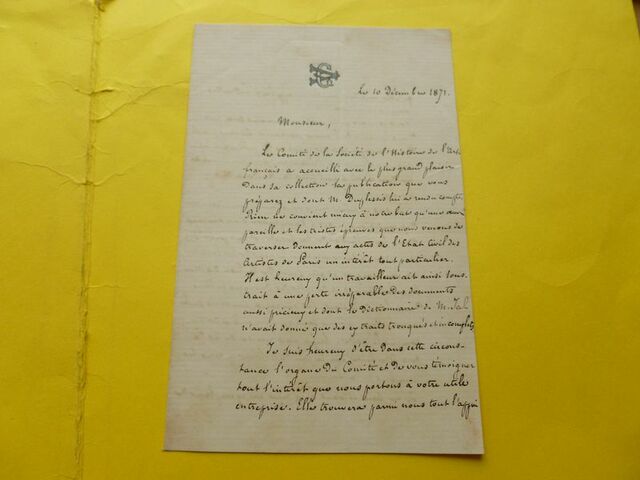 Le 10 Décembre 1871.
Monsieur,
Le Comité de la Société de l'Histoire de l'Art
français a accueilli avec le plus grand plaisir
dans sa collection la publication que vous
préparez et dont M. Duplessis lui a rendu compte.
Rien ne convient mieux à notre but qu'une œuvre
pareille et les tristes épreuves que nous venons de
traverser donnent aux actes de l'Etat Civil des
Artistes de Paris un intérêt tout particulier.
Il est heureux qu'un travailleur ait ainsi sous-
trait à une perte irréparable des documents
aussi précieux et dont le Dictionnaire de M. Jal
n'avait donné que des extraits tronqués et incomplets
Je suis heureux d'être dans cette circons-
tance l'organe du Comité et de vous témoigner
tout l'intérêt que nous portons à votre utile
entreprise. Elle trouvera parmi nous tout l'appui